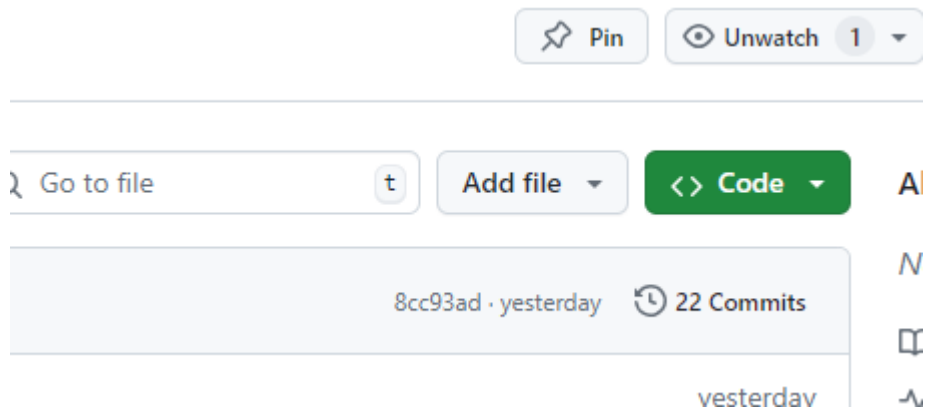 Pin
Unwatch 1
Go to file
t
Add file
<> Code
8cc93ad · yesterday
22 Commits
yesterday